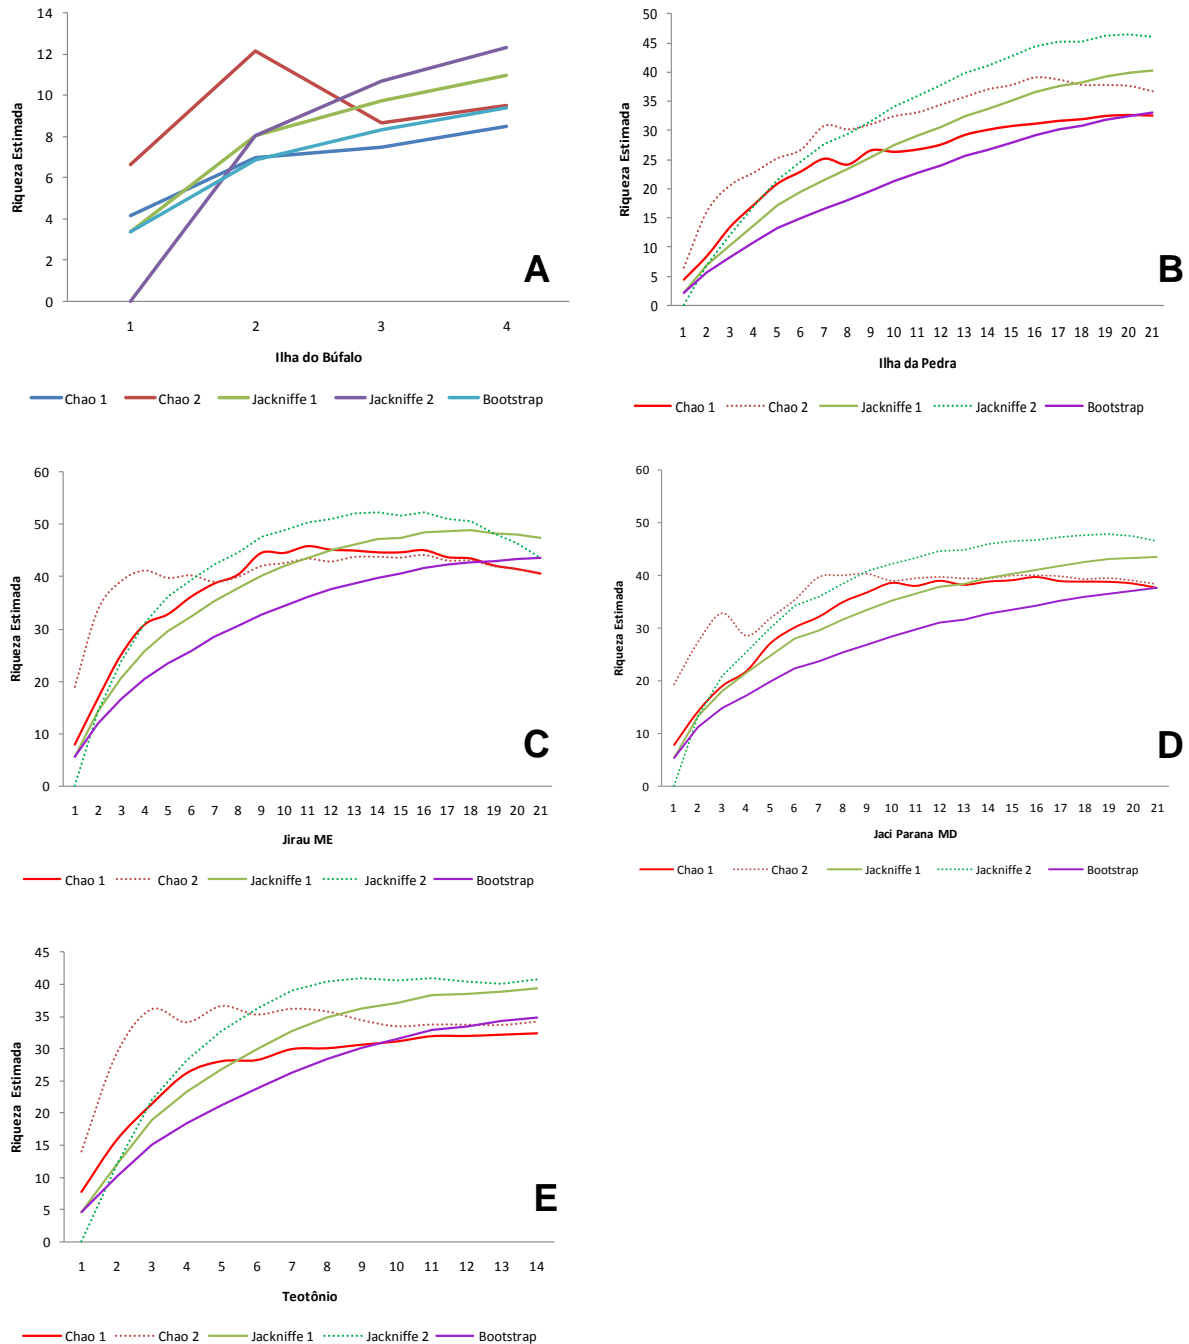 14
12
10
8
6
4
2
0
Riqueza Estimada
1 2 3 4
Ilha do Búfalo
A
Chao 1 Chao 2 Jackniffe 1 Jackniffe 2 Bootstrap
50
45
40
35
30
25
20
15
10
5
0
Riqueza Estimada
1 2 3 4 5 6 7 8 9 10 11 12 13 14 15 16 17 18 19 20 21
Ilha da Pedra
B
Chao 1 Chao 2 Jackniffe 1 Jackniffe 2 Bootstrap
60
50
40
30
20
10
0
Riqueza Estimada
1 2 3 4 5 6 7 8 9 10 11 12 13 14 15 16 17 18 19 20 21
Jirau ME
C
Chao 1 Chao 2 Jackniffe 1 Jackniffe 2 Bootstrap
60
50
40
30
20
10
0
Riqueza Estimada
1 2 3 4 5 6 7 8 9 10 11 12 13 14 15 16 17 18 19 20 21
Jaci Parana MD
D
Chao 1 Chao 2 Jackniffe 1 Jackniffe 2 Bootstrap
45
40
35
30
25
20
15
10
5
0
Riqueza Estimada
1 2 3 4 5 6 7 8 9 10 11 12 13 14
Teotônio
E
Chao 1 Chao 2 Jackniffe 1 Jackniffe 2 Bootstrap